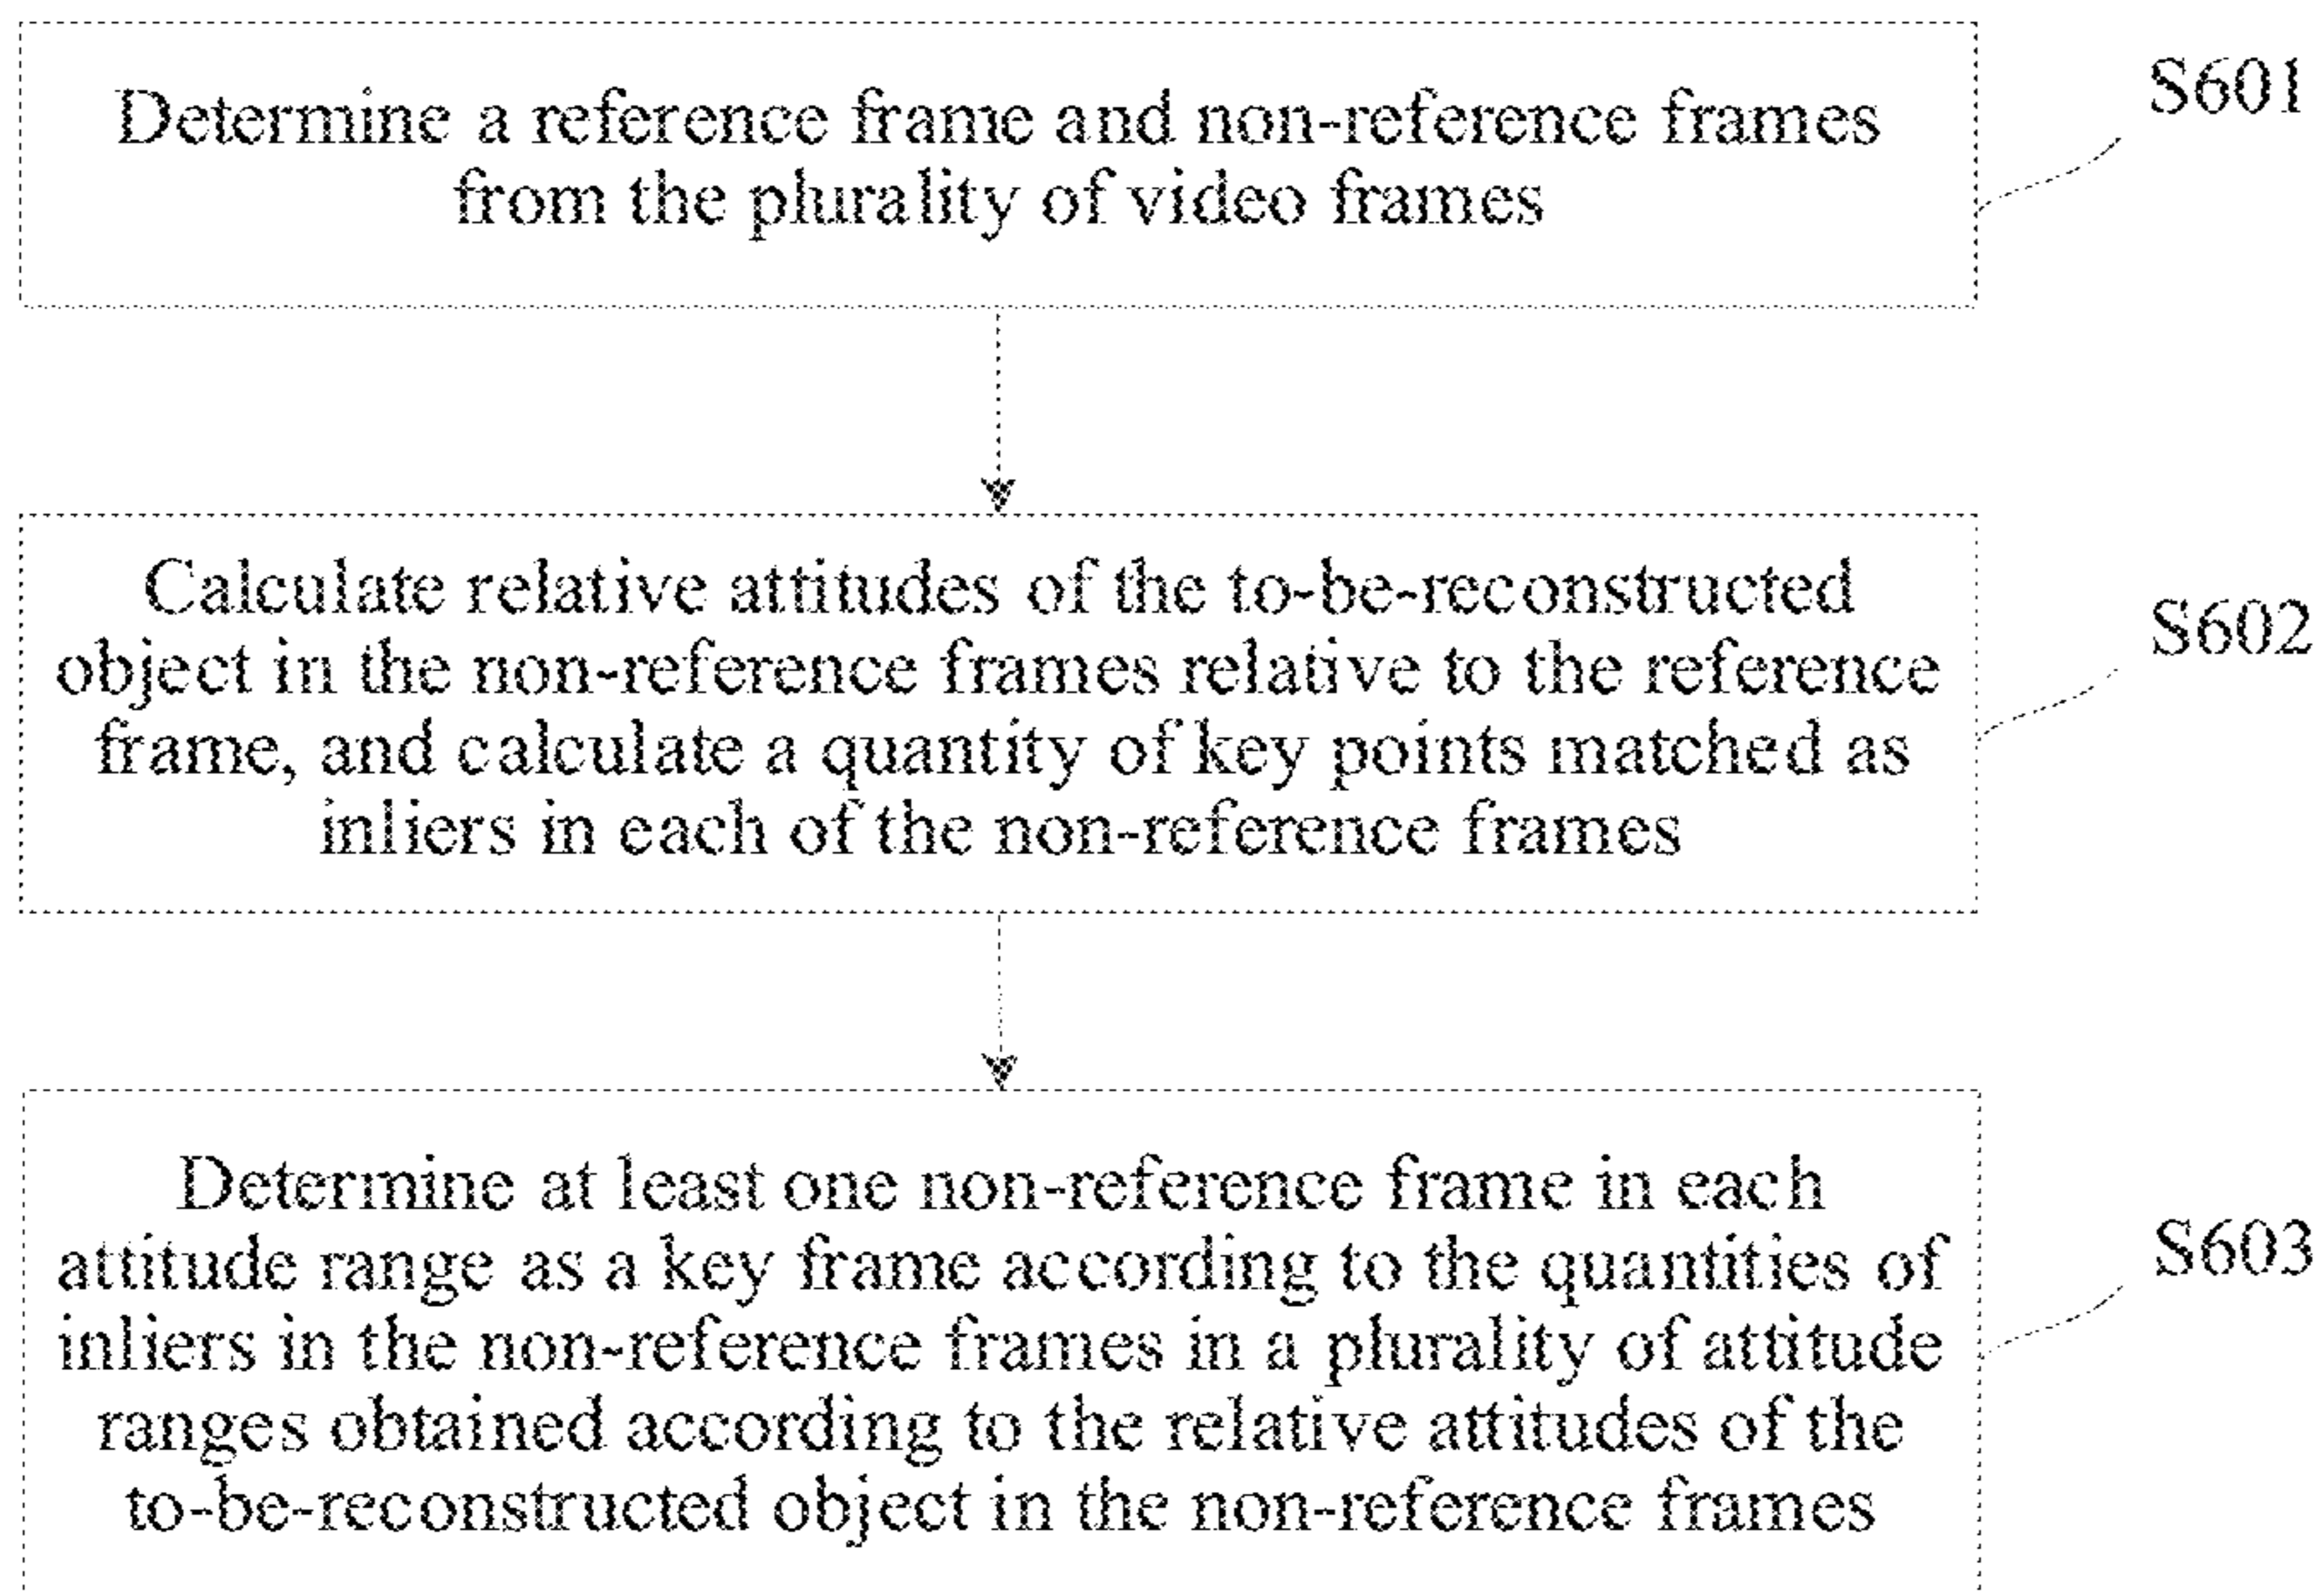 Determine a reference frame and non-reference frames
from the plurality of video frames
S601
Calculate relative attitudes of the to-be-reconstructed
object in the non-reference frames relative to the reference
frame, and calculate a quantity of key points matched as
inliers in each of the non-reference frames
S602
Determine at least one non-reference frame in each
attitude range as a key frame according to the quantities of
inliers in the non-reference frames in a plurality of attitude
ranges obtained according to the relative attitudes of the
to-be-reconstructed object in the non-reference frames
S603